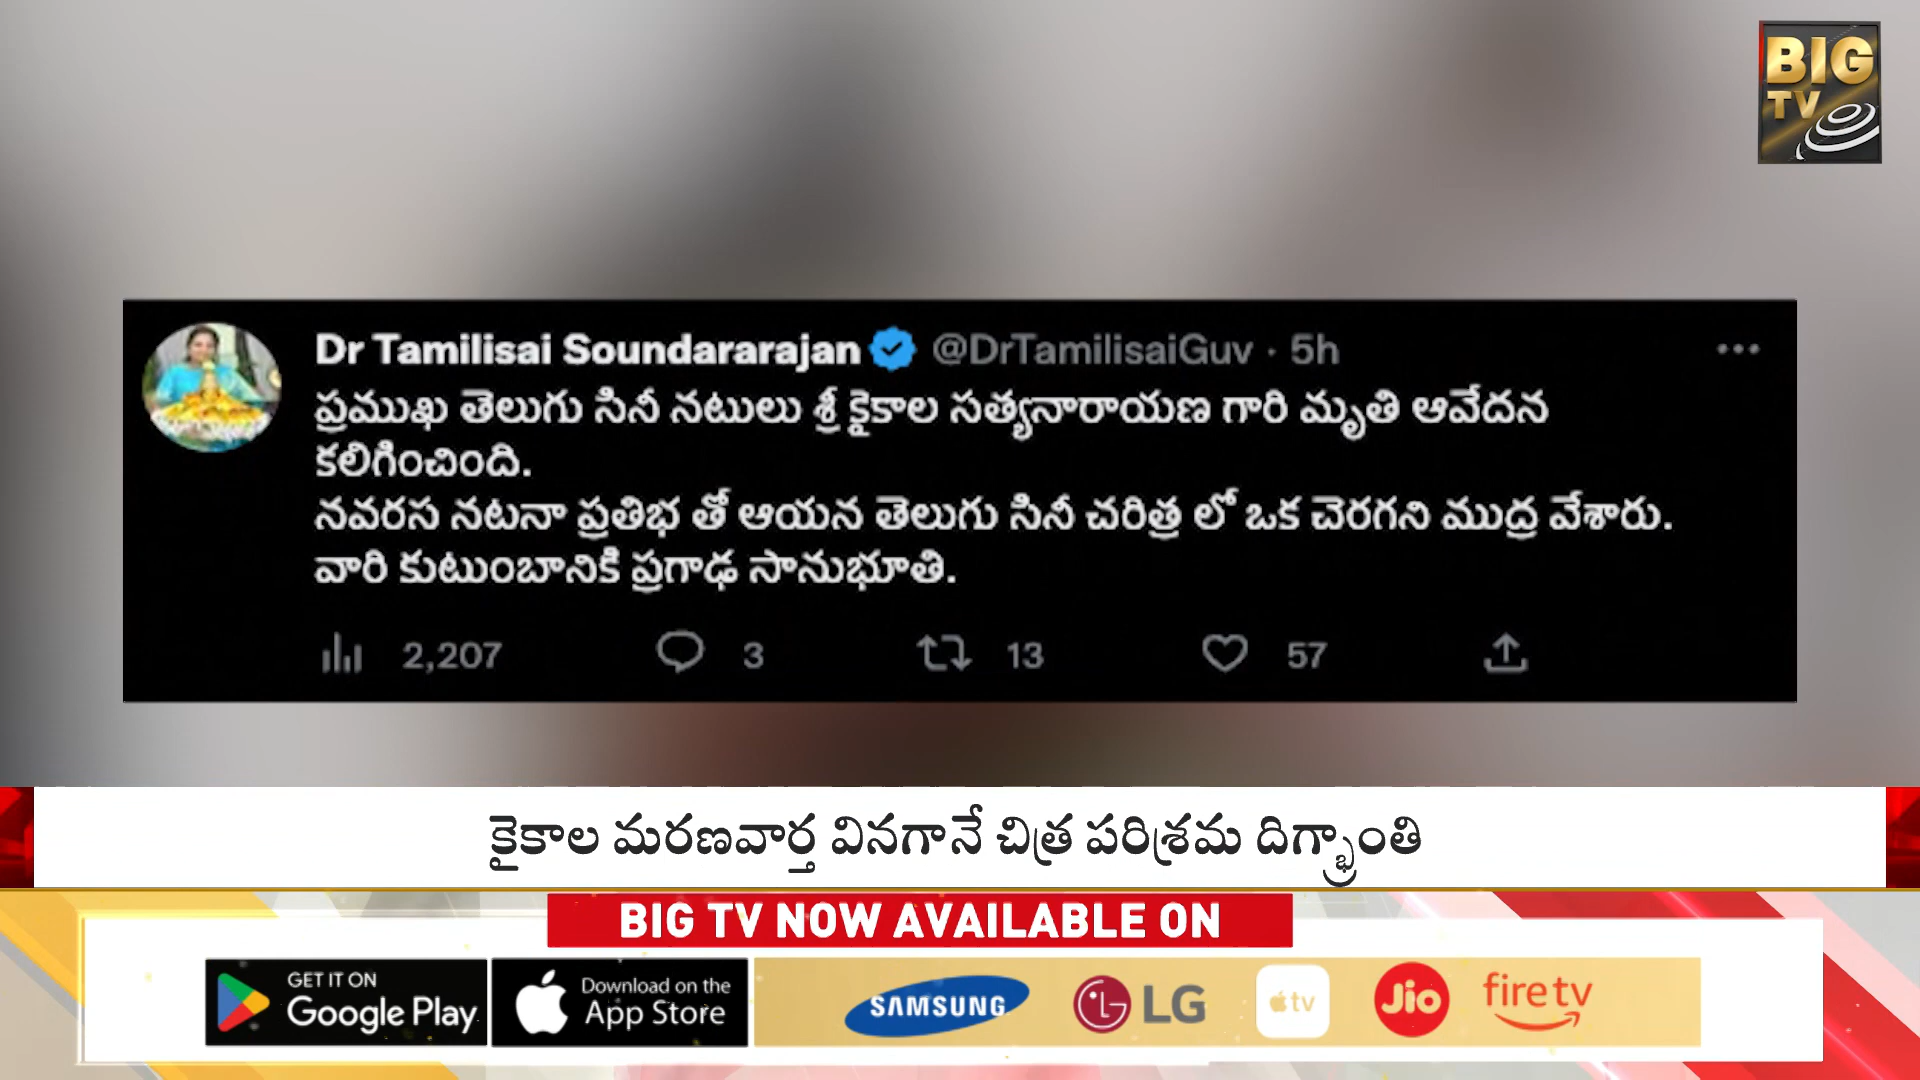 BIG
TV
Dr Tamilisai Soundararajan @DrTamilisaiGuv · 5h
ప్రముఖ తెలుగు సినీ నటులు శ్రీ కైకాల సత్యనారాయణ గారి మృతి ఆవేదన
కలిగించింది.
నవరస నటనా ప్రతిభ తో ఆయన తెలుగు సినీ చరిత్ర లో ఒక చెరగని ముద్ర వేశారు.
వారి కుటుంబానికి ప్రగాఢ సానుభూతి.
2,207 3 13 57
కైకాల మరణవార్త వినగానే చిత్ర పరిశ్రమ దిగ్భ్రాంతి
BIG TV NOW AVAILABLE ON
GET IT ON
Google Play
Download on the
App Store
SAMSUNG LG tv Jio fire tv